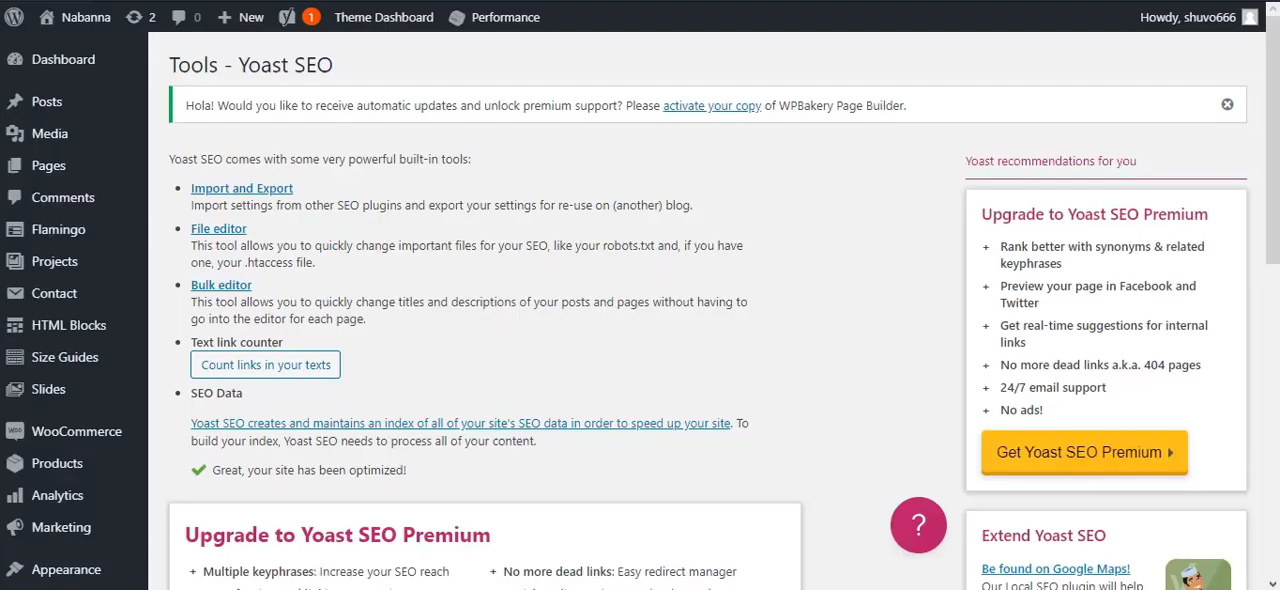 Nabanna 2 0 New 1 Theme Dashboard Performance Howdy, shuvo666
Dashboard
Posts
Media
Pages
Comments
Flamingo
Projects
Contact
HTML Blocks
Size Guides
Slides
WooCommerce
Products
Analytics
Marketing
Appearance
Tools - Yoast SEO
Hola! Would you like to receive automatic updates and unlock premium support? Please activate your copy of WPBakery Page Builder.
Yoast SEO comes with some very powerful built-in tools:
Import and Export
Import settings from other SEO plugins and export your settings for re-use on (another) blog.
File editor
This tool allows you to quickly change important files for your SEO, like your robots.txt and, if you have
one, your .htaccess file.
Bulk editor
This tool allows you to quickly change titles and descriptions of your posts and pages without having to
go into the editor for each page.
Text link counter
Count links in your texts
SEO Data
Yoast SEO creates and maintains an index of all of your site's SEO data in order to speed up your site. To
build your index, Yoast SEO needs to process all of your content.
Great, your site has been optimized!
Upgrade to Yoast SEO Premium
+ Multiple keyphrases: Increase your SEO reach
+ No more dead links: Easy redirect manager
Yoast recommendations for you
Upgrade to Yoast SEO Premium
+ Rank better with synonyms & related
keyphrases
+ Preview your page in Facebook and
Twitter
+ Get real-time suggestions for internal
links
+ No more dead links a.k.a. 404 pages
+ 24/7 email support
+ No ads!
Get Yoast SEO Premium
?
Extend Yoast SEO
Be found on Google Maps!
Our Local SEO plugin will help